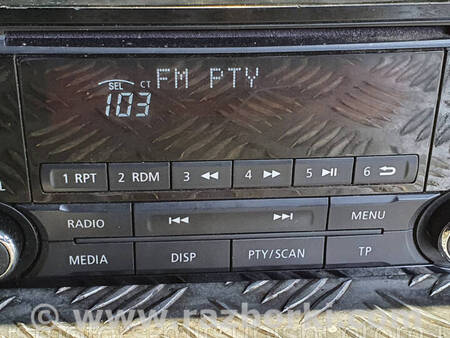 FM PTY
SEL CT
103
1 RPT 2 RDM 3 4 5 6
RADIO MENU
MEDIA DISP PTY/SCAN TP
© www.razborki.com